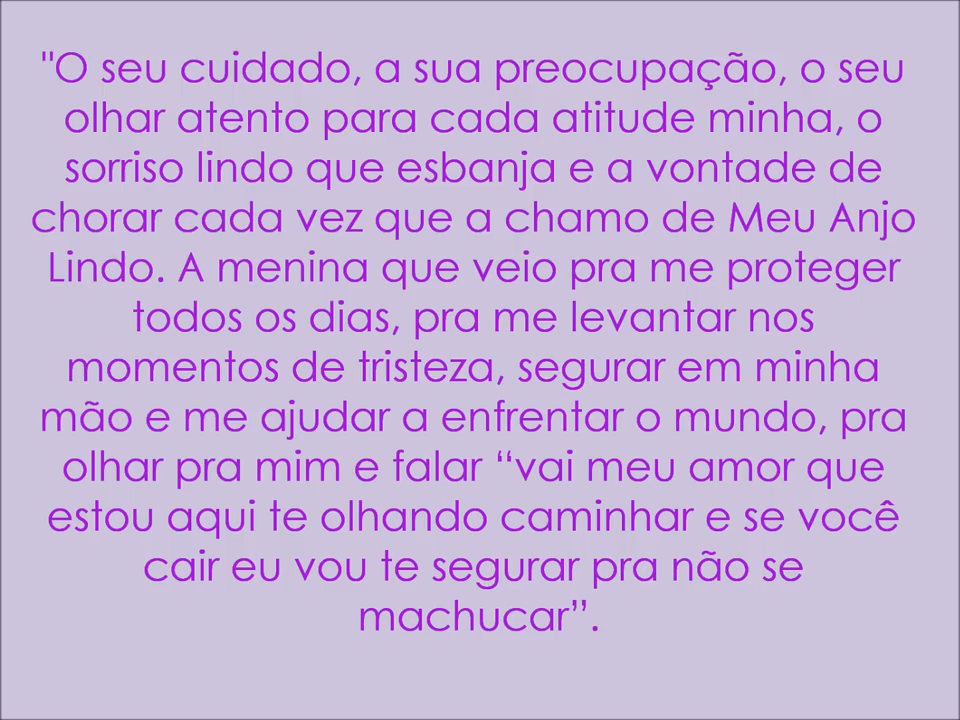 "O seu cuidado, a sua preocupação, o seu
olhar atento para cada atitude minha, o
sorriso lindo que esbanja e a vontade de
chorar cada vez que a chamo de Meu Anjo
Lindo. A menina que veio pra me proteger
todos os dias, pra me levantar nos
momentos de tristeza, segurar em minha
mão e me ajudar a enfrentar o mundo, pra
olhar pra mim e falar “vai meu amor que
estou aqui te olhando caminhar e se você
cair eu vou te segurar pra não se
machucar”.